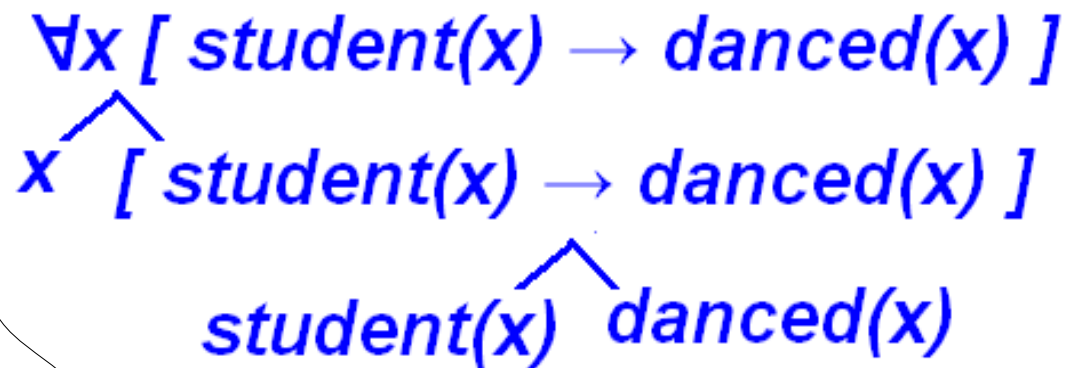 ∀x [ student(x) → danced(x) ]
x [ student(x) → danced(x) ]
student(x) danced(x)